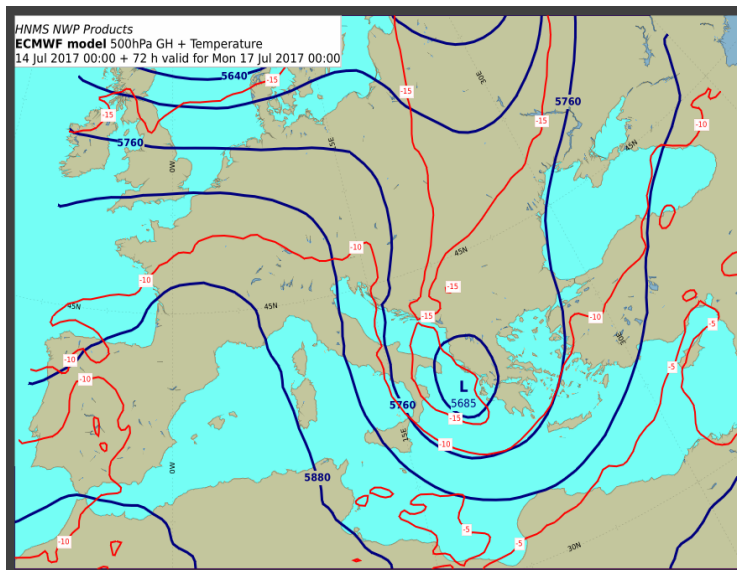 HNMS NWP Products
ECMWF model 500hPa GH + Temperature
14 Jul 2017 00:00 + 72 h valid for Mon 17 Jul 2017 00:00
5640
-15
-15
-15
30E
5760
-15
-10
5760
0W
15E
45N
-10
45N
-10
-15
45N
45N
-15
-10
30E
-5
-10
-10
L
5685
-5
5760
-15
15E
-10
0W
5880
-5
-10
-5
30N